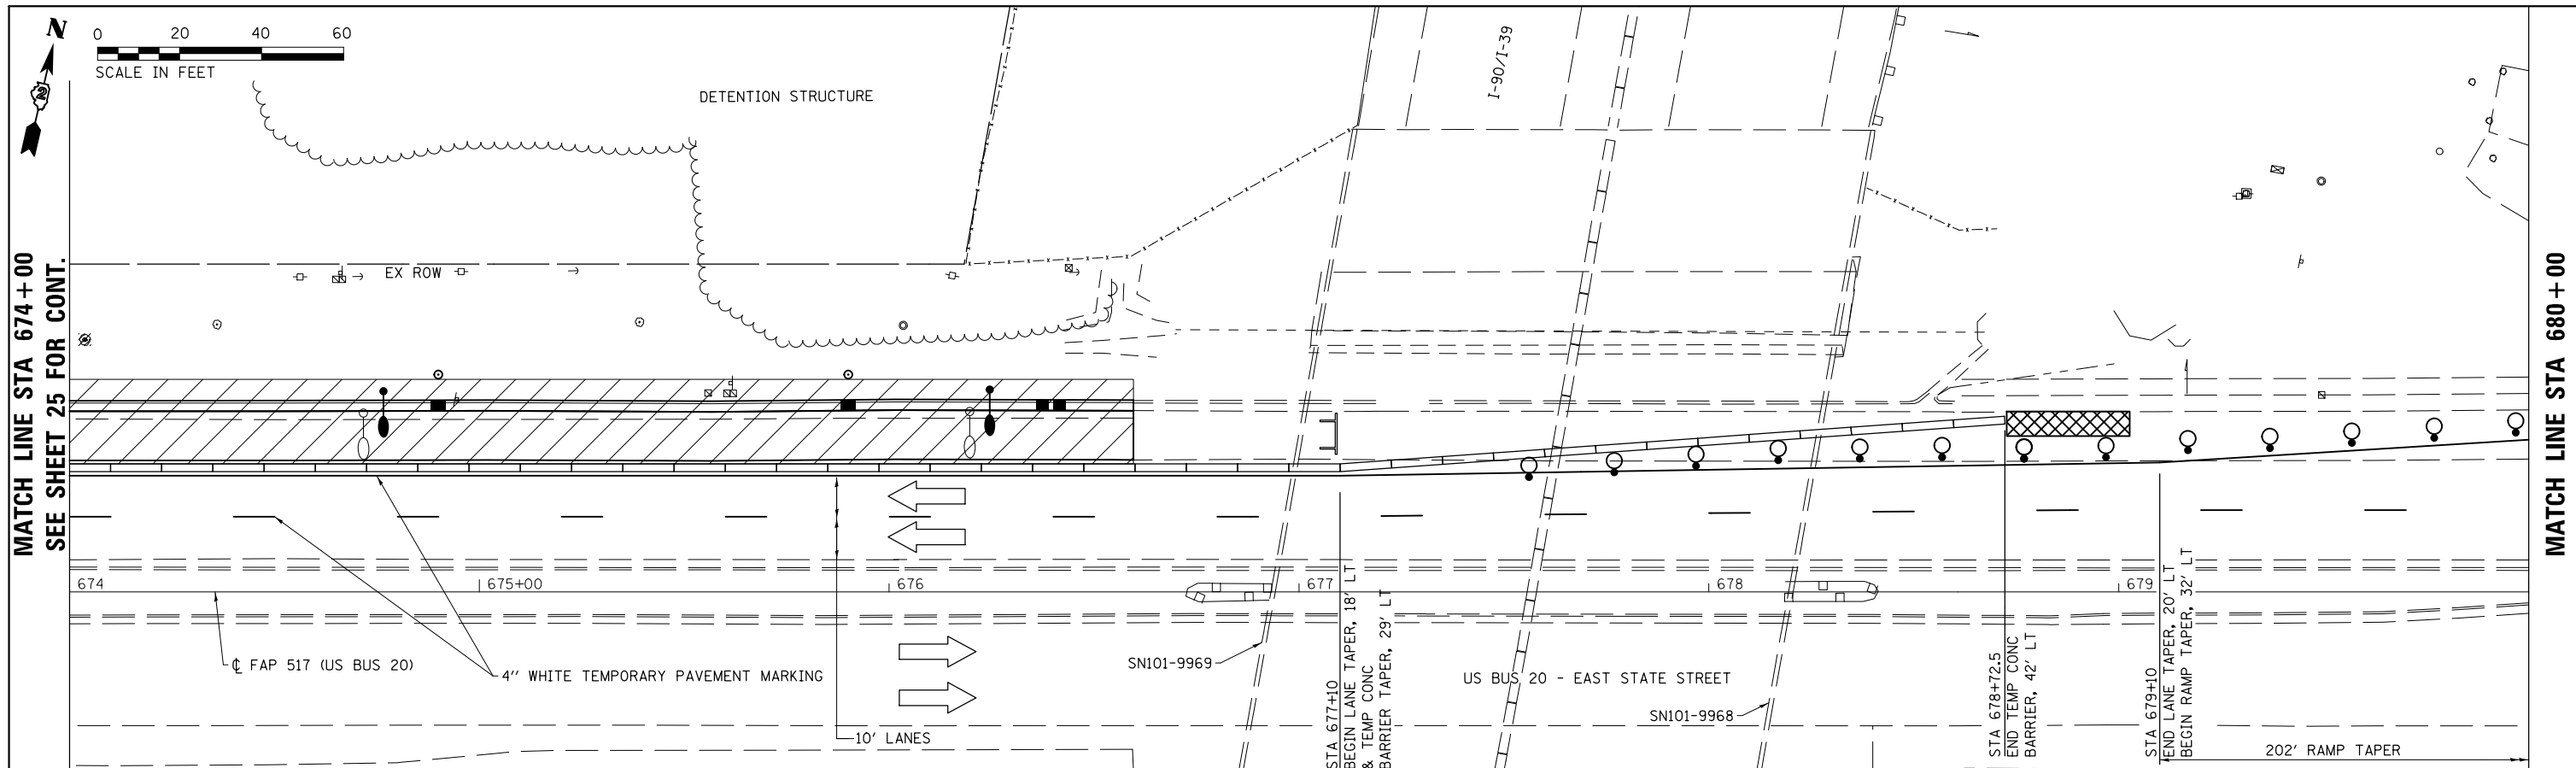 N
2
0 20 40 60
SCALE IN FEET
DETENTION STRUCTURE
I-90/I-39
EX ROW
MATCH LINE STA 674+00
SEE SHEET 25 FOR CONT.
MATCH LINE STA 680+00
674 675+00 676 677 678 679
℄ FAP 517 (US BUS 20)
4'' WHITE TEMPORARY PAVEMENT MARKING
10' LANES
SN101-9969
STA 677+10
BEGIN LANE TAPER, 18' LT
& TEMP CONC
BARRIER TAPER, 29' LT
US BUS 20 - EAST STATE STREET
SN101-9968
STA 678+72.5
END TEMP CONC
BARRIER, 42' LT
STA 679+10
END LANE TAPER, 20' LT
BEGIN RAMP TAPER, 32' LT
202' RAMP TAPER